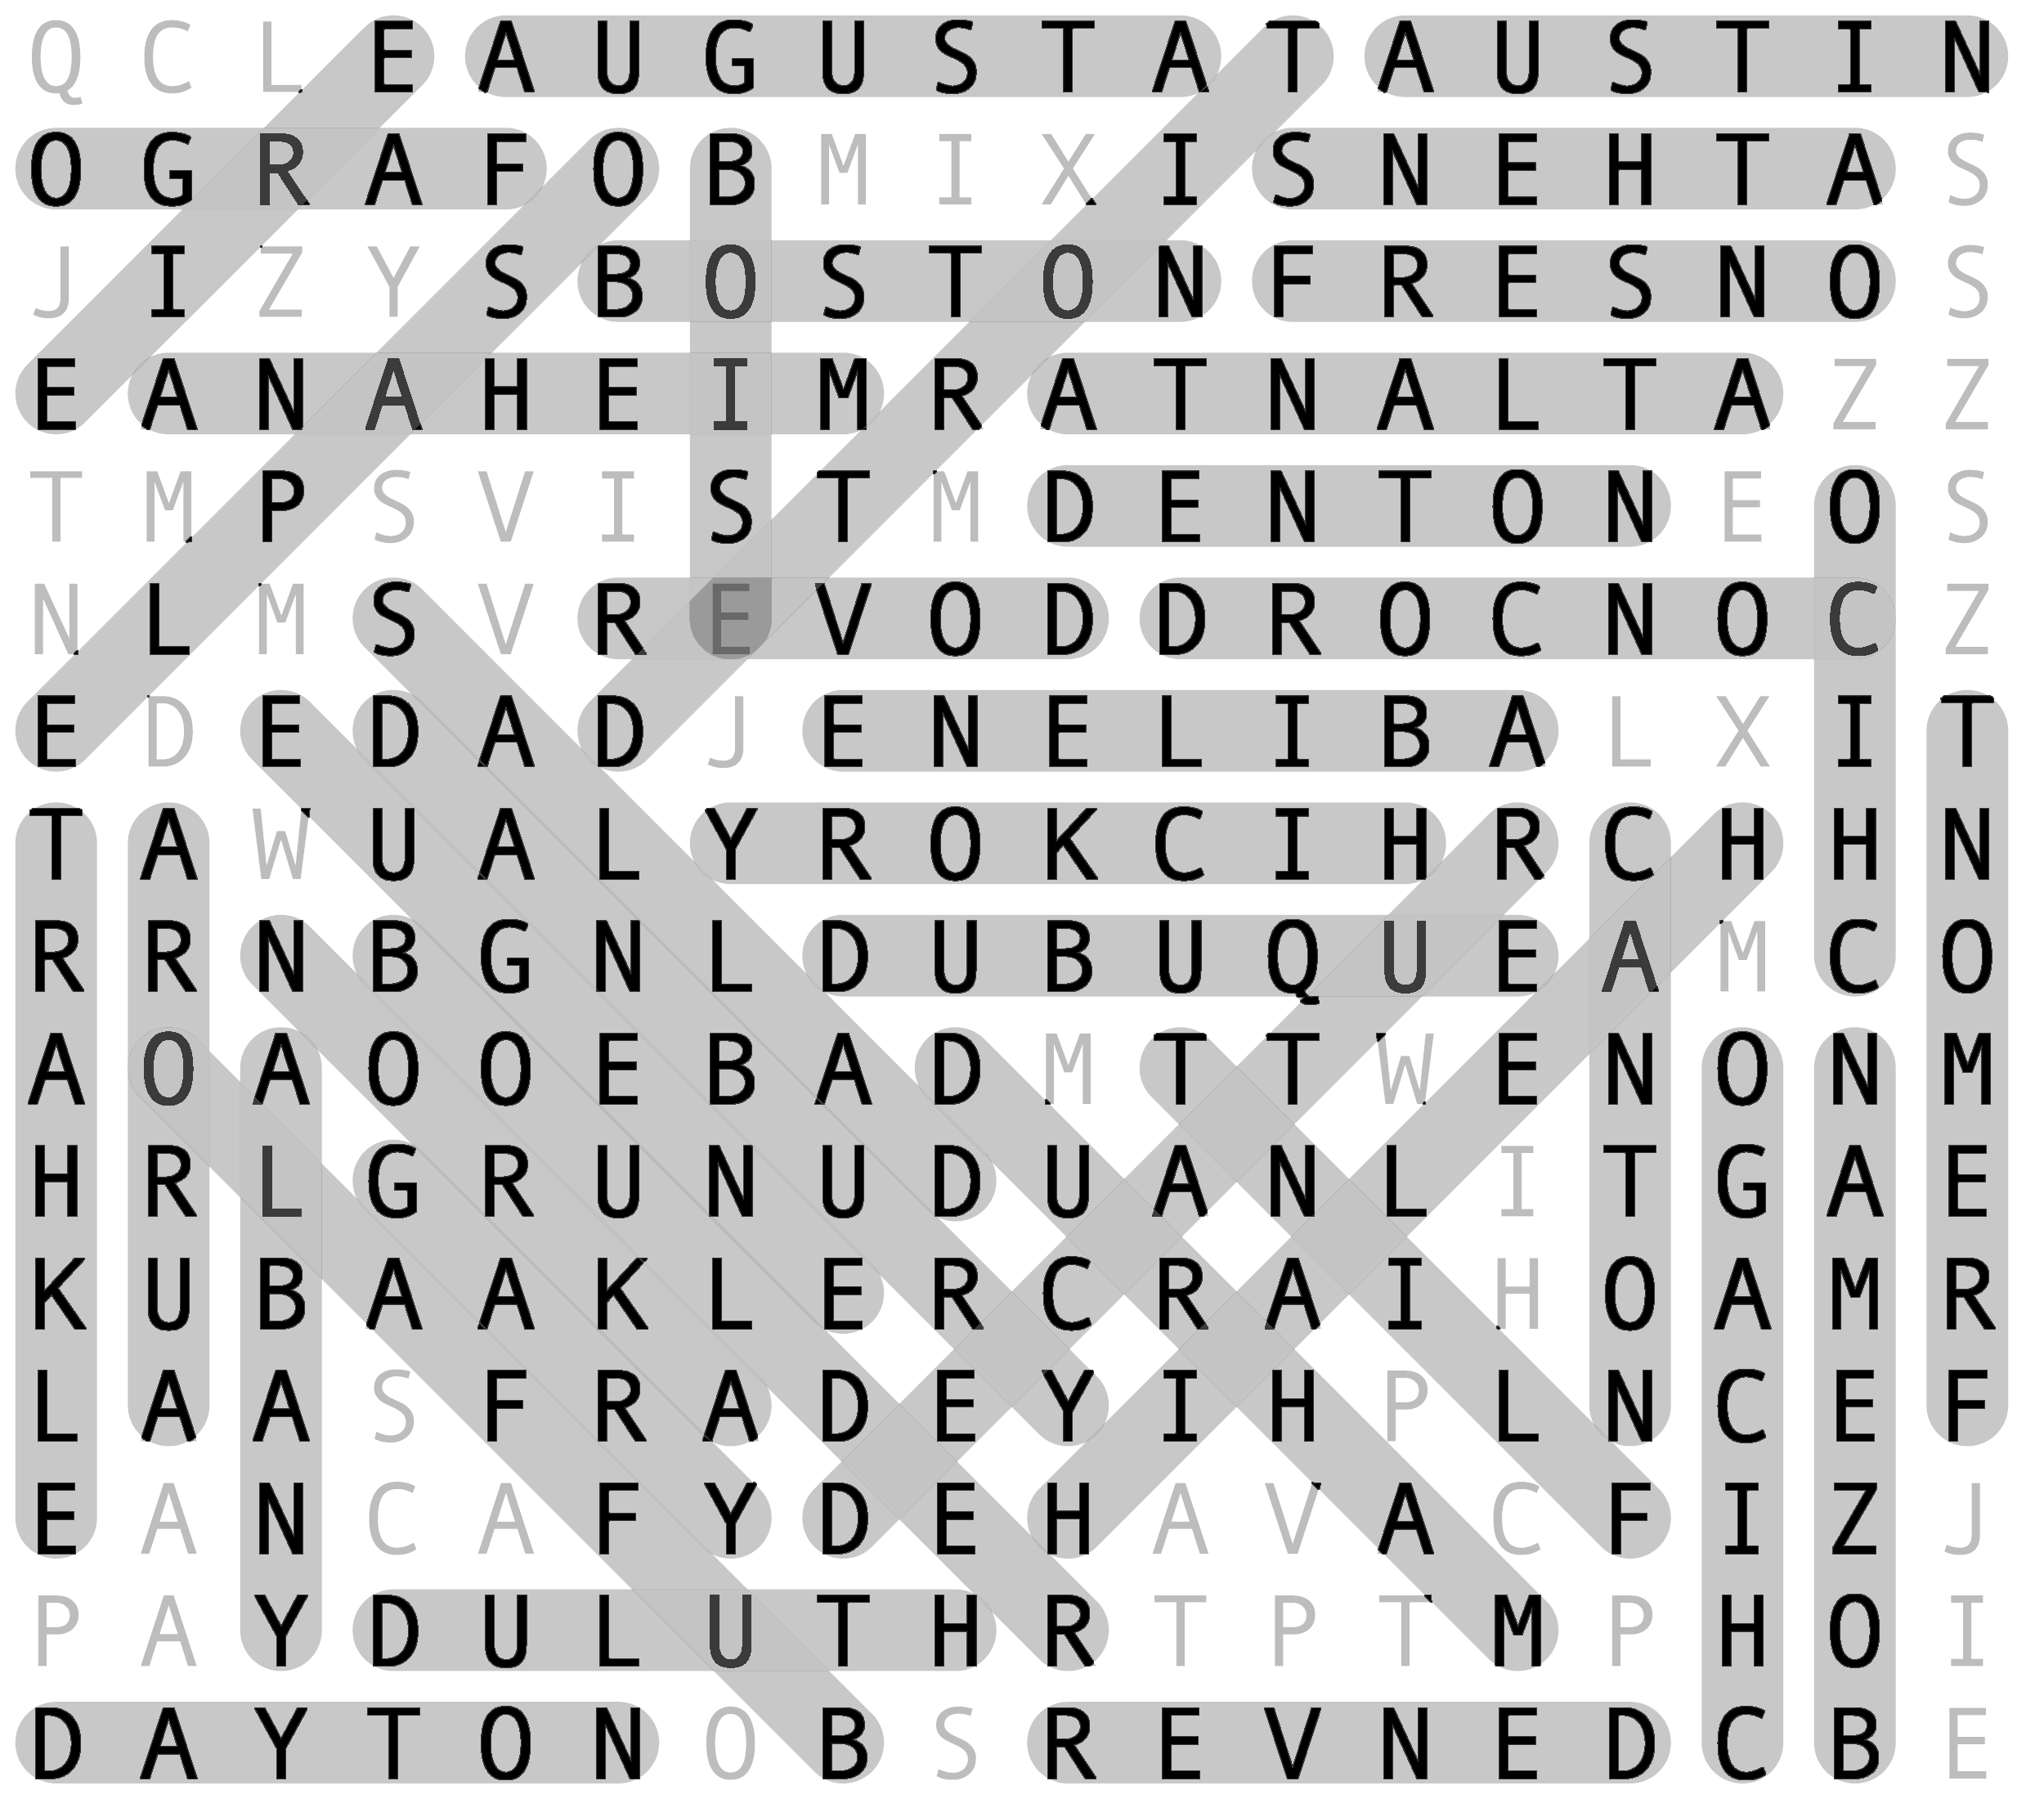 Q C L E A U G U S T A T A U S T I N
O G R A F O B M I X I S N E H T A S
J I Z Y S B O S T O N F R E S N O S
E A N A H E I M R A T N A L T A Z Z
T M P S V I S T M D E N T O N E O S
N L M S V R E V O D D R O C N O C Z
E D E D A D J E N E L I B A L X I T
T A W U A L Y R O K C I H R C H H N
R R N B G N L D U B U Q U E A M C O
A O A O O E B A D M T T W E N O N M
H R L G R U N U D U A N L I T G A E
K U B A A K L E R C R A I H O A M R
L A A S F R A D E Y I H P L N C E F
E A N C A F Y D E H A V A C F I Z J
P A Y D U L U T H R T P T M P H O I
D A Y T O N O B S R E V N E D C B E